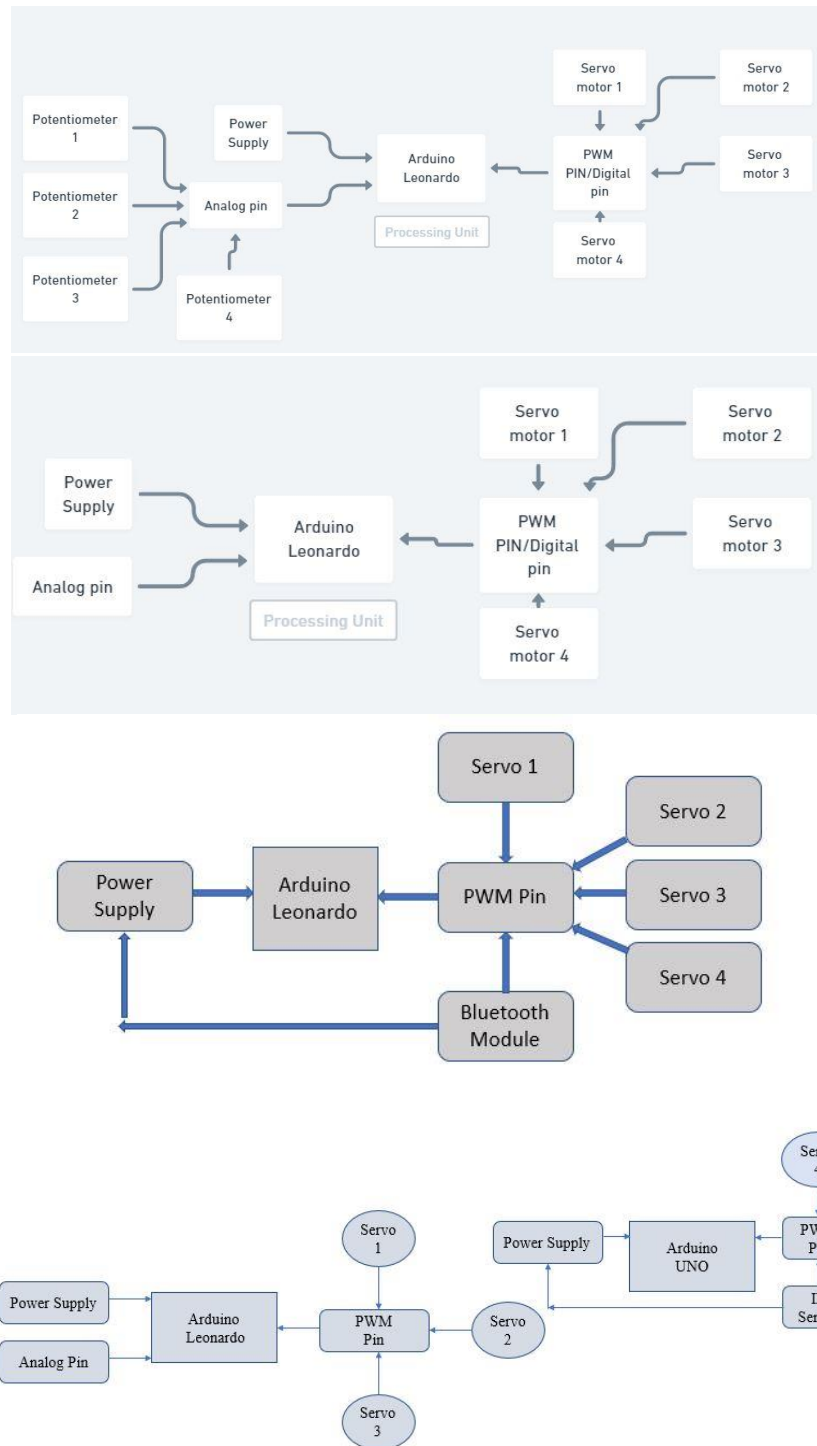 Servo
motor 1
Servo
motor 2
Potentiometer
1
Power
Supply
Arduino
Leonardo
PWM
PIN/Digital
pin
Servo
motor 3
Potentiometer
2
Analog pin
Processing Unit
Servo
motor 4
Potentiometer
3
Potentiometer
4
Servo
motor 1
Servo
motor 2
Power
Supply
Arduino
Leonardo
PWM
PIN/Digital
pin
Servo
motor 3
Analog pin
Processing Unit
Servo
motor 4
Servo 1
Servo 2
Power
Supply
Arduino
Leonardo
PWM Pin
Servo 3
Servo 4
Bluetooth
Module
Servo
1
Power Supply
Arduino
Leonardo
PWM
Pin
Servo
2
Analog Pin
Servo
3
Power Supply
Arduino
UNO